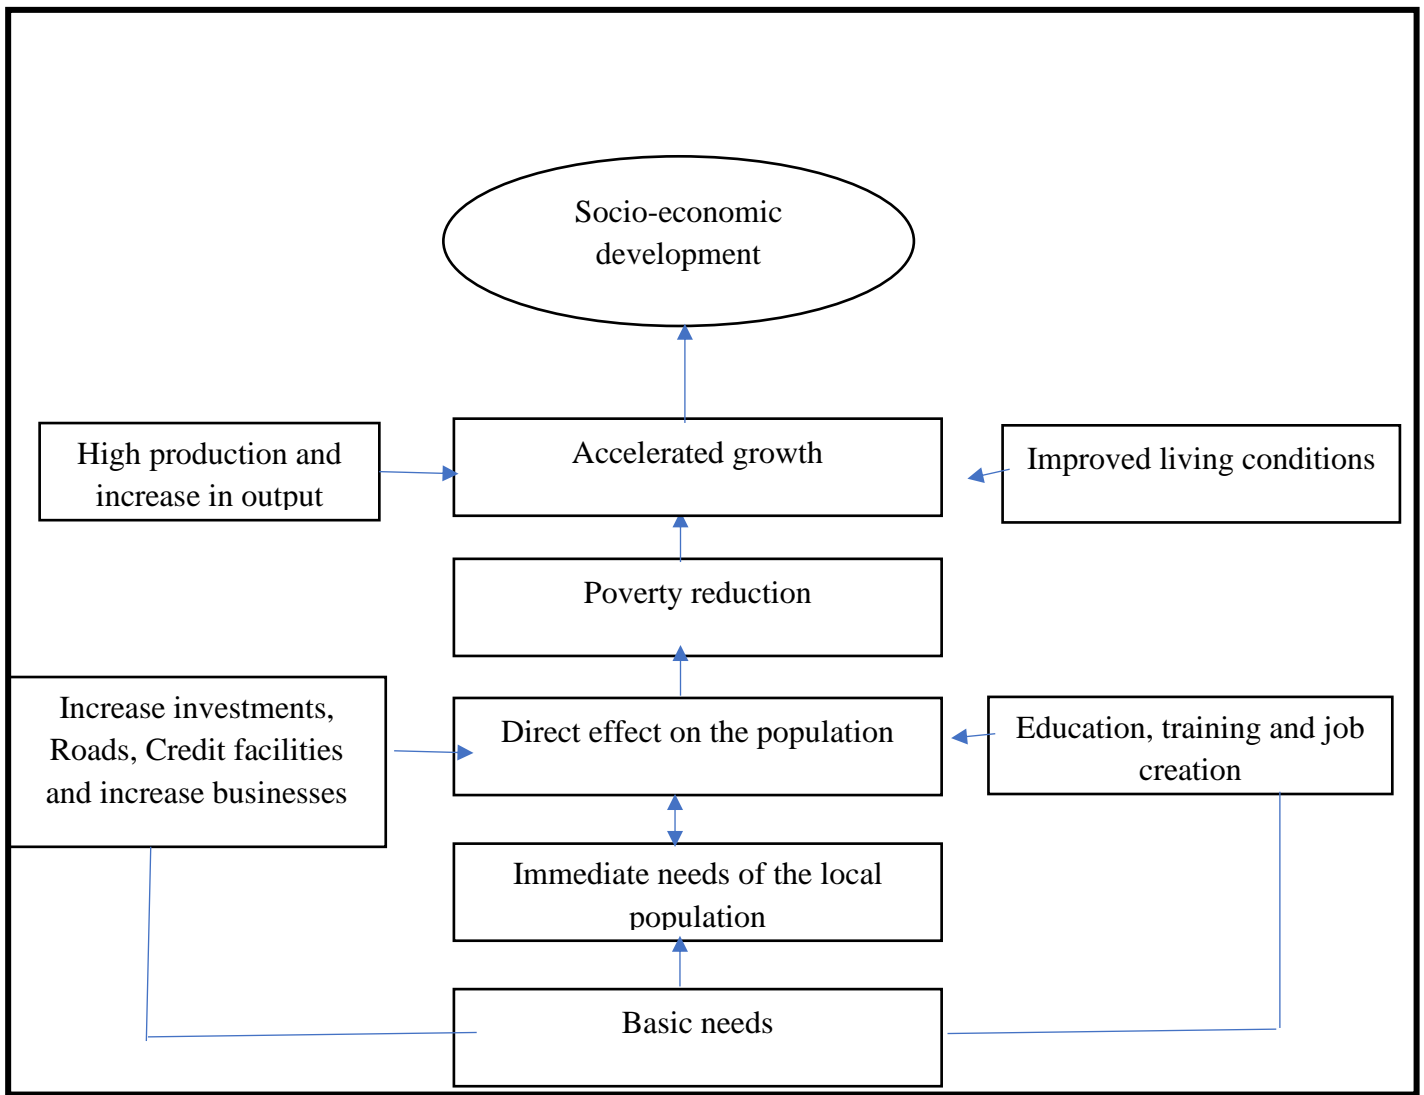 Socio-economic
development
High production and
increase in output
Accelerated growth
Improved living conditions
Poverty reduction
Increase investments,
Roads, Credit facilities
and increase businesses
Direct effect on the population
Education, training and job
creation
Immediate needs of the local
population
Basic needs